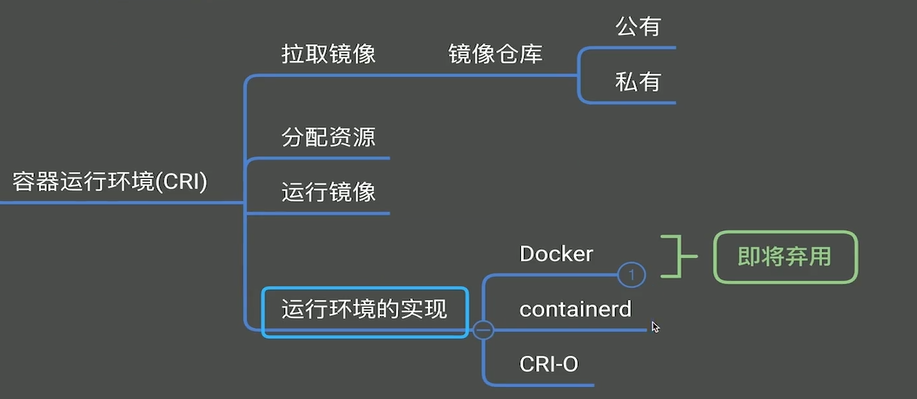 容器运行环境(CRI)
拉取镜像
镜像仓库
公有
私有
分配资源
运行镜像
运行环境的实现
Docker
1
即将弃用
containerd
CRI-O